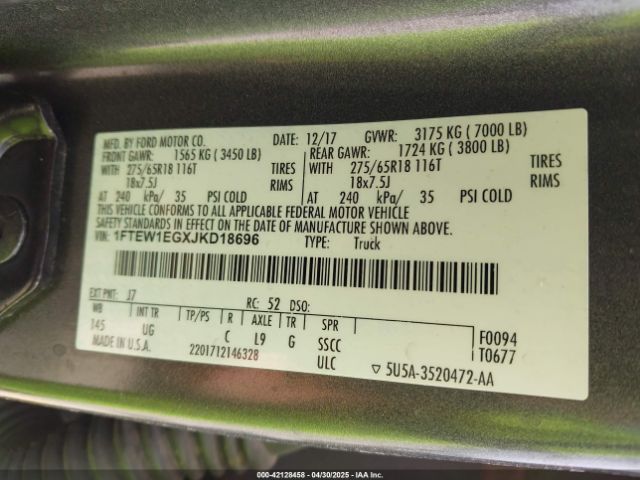 MFD. BY FORD MOTOR CO.
DATE: 12/17 GVWR: 3175 KG ( 7000 LB)
FRONT GAWR: 1565 KG ( 3450 LB) REAR GAWR: 1724 KG ( 3800 LB)
WITH 275/65R18 116T TIRES WITH 275/65R18 116T TIRES
18x7.5J RIMS 18x7.5J RIMS
AT 240 kPa/ 35 PSI COLD AT 240 kPa/ 35 PSI COLD
THIS VEHICLE CONFORMS TO ALL APPLICABLE FEDERAL MOTOR VEHICLE
SAFETY STANDARDS IN EFFECT ON THE DATE OF MANUFACTURE SHOWN ABOVE.
VIN: 1FTEW1EGXJKD18696 TYPE: Truck
EXT PNT: J7 RC: 52 DSO:
WB INT TR TP/PS R AXLE TR SPR
145 UG C L9 G SSCC
F0094
T0677
MADE IN U.S.A. 2201712146328 ULC ▽ 5U5A-3520472-AA
000-42128458 - 04/30/2025 - IAA Inc.